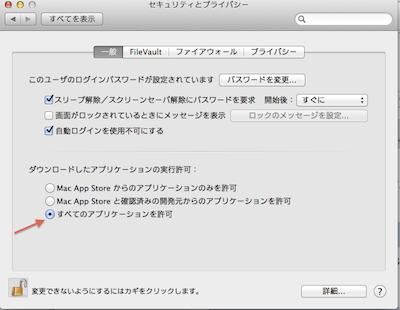 セキュリティとプライバシー
すべてを表示
一般 FileVault ファイアウォール プライバシー
このユーザのログインパスワードが設定されています パスワードを変更...
スリープ解除／スクリーンセーバ解除にパスワードを要求 開始後： すぐに
画面がロックされているときにメッセージを表示 ロックのメッセージを設定...
自動ログインを使用不可にする
ダウンロードしたアプリケーションの実行許可：
Mac App Store からのアプリケーションのみを許可
Mac App Store と確認済みの開発元からのアプリケーションを許可
すべてのアプリケーションを許可
変更できないようにするにはカギをクリックします。 詳細... ?